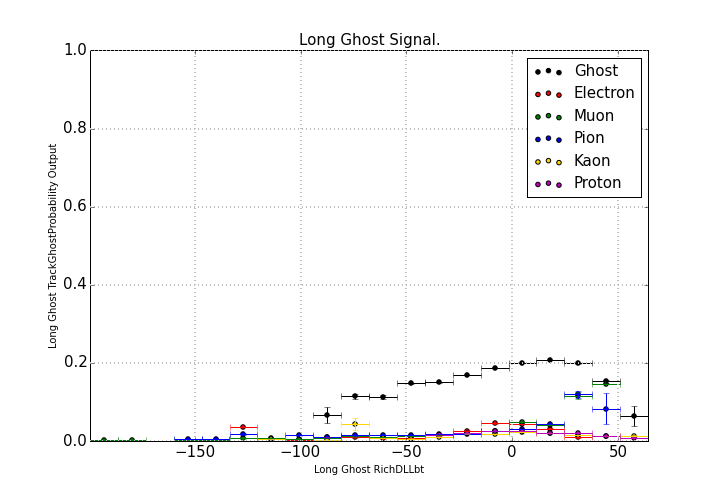 Long Ghost Signal.
1.0
0.8
0.6
0.4
0.2
0.0
Long Ghost TrackGhostProbability Output
Ghost
Electron
Muon
Pion
Kaon
Proton
−150 −100 −50 0 50
Long Ghost RichDLLbt